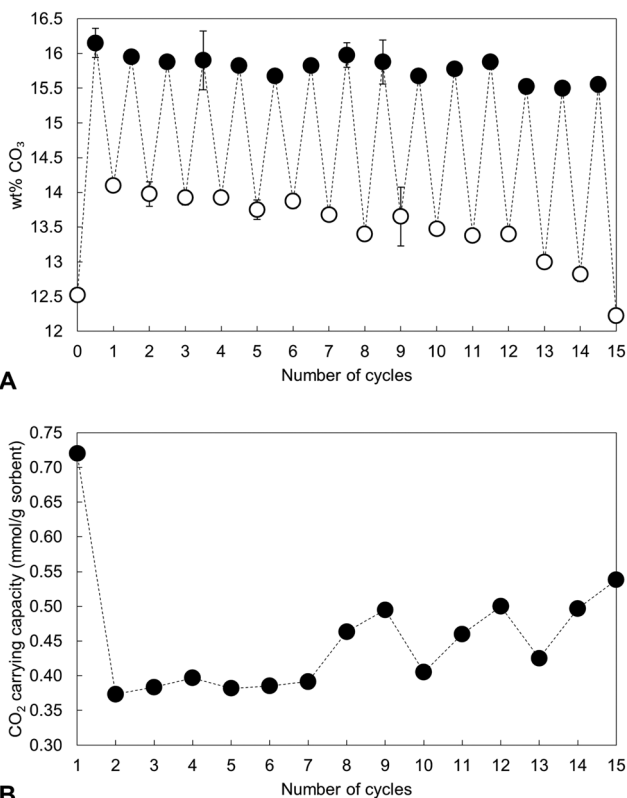 16.5
16
15.5
15
14.5
14
13.5
13
12.5
12
wt% CO3
0 1 2 3 4 5 6 7 8 9 10 11 12 13 14 15
Number of cycles
A
0.75
0.70
0.65
0.60
0.55
0.50
0.45
0.40
0.35
0.30
CO2 carrying capacity (mmol/g sorbent)
1 2 3 4 5 6 7 8 9 10 11 12 13 14 15
Number of cycles
B